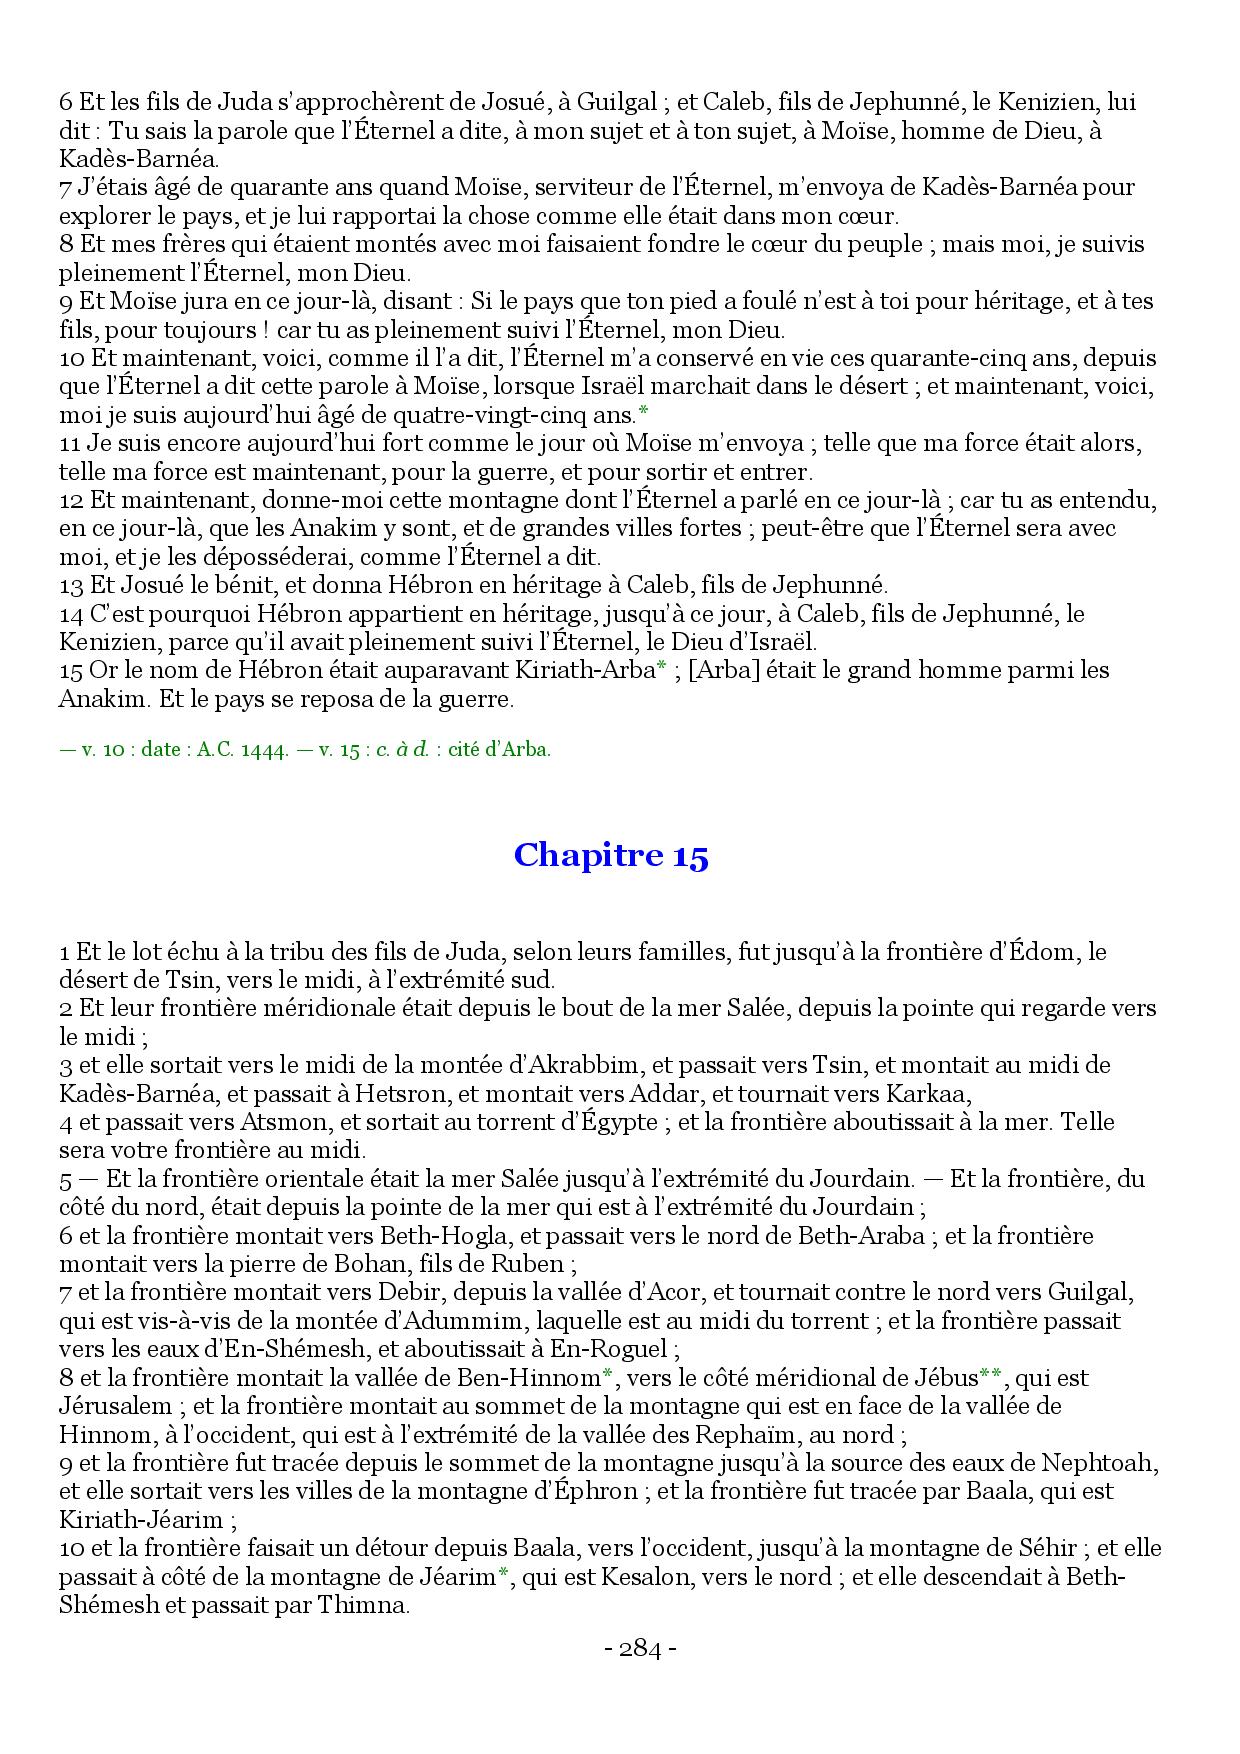 6 Et les fils de Juda s’approchèrent de Josué, à Guilgal ; et Caleb, fils de Jephunné, le Kenizien, lui
dit : Tu sais la parole que l’Éternel a dite, à mon sujet et à ton sujet, à Moïse, homme de Dieu, à
Kadès-Barnéa.
7 J’étais âgé de quarante ans quand Moïse, serviteur de l’Éternel, m’envoya de Kadès-Barnéa pour
explorer le pays, et je lui rapportai la chose comme elle était dans mon cœur.
8 Et mes frères qui étaient montés avec moi faisaient fondre le cœur du peuple ; mais moi, je suivis
pleinement l’Éternel, mon Dieu.
9 Et Moïse jura en ce jour-là, disant : Si le pays que ton pied a foulé n’est à toi pour héritage, et à tes
fils, pour toujours ! car tu as pleinement suivi l’Éternel, mon Dieu.
10 Et maintenant, voici, comme il l’a dit, l’Éternel m’a conservé en vie ces quarante-cinq ans, depuis
que l’Éternel a dit cette parole à Moïse, lorsque Israël marchait dans le désert ; et maintenant, voici,
moi je suis aujourd’hui âgé de quatre-vingt-cinq ans.*
11 Je suis encore aujourd’hui fort comme le jour où Moïse m’envoya ; telle que ma force était alors,
telle ma force est maintenant, pour la guerre, et pour sortir et entrer.
12 Et maintenant, donne-moi cette montagne dont l’Éternel a parlé en ce jour-là ; car tu as entendu,
en ce jour-là, que les Anakim y sont, et de grandes villes fortes ; peut-être que l’Éternel sera avec
moi, et je les déposséderai, comme l’Éternel a dit.
13 Et Josué le bénit, et donna Hébron en héritage à Caleb, fils de Jephunné.
14 C’est pourquoi Hébron appartient en héritage, jusqu’à ce jour, à Caleb, fils de Jephunné, le
Kenizien, parce qu’il avait pleinement suivi l’Éternel, le Dieu d’Israël.
15 Or le nom de Hébron était auparavant Kiriath-Arba* ; [Arba] était le grand homme parmi les
Anakim. Et le pays se reposa de la guerre.
— v. 10 : date : A.C. 1444. — v. 15 : c. à d. : cité d’Arba.
Chapitre 15
1 Et le lot échu à la tribu des fils de Juda, selon leurs familles, fut jusqu’à la frontière d’Édom, le
désert de Tsin, vers le midi, à l’extrémité sud.
2 Et leur frontière méridionale était depuis le bout de la mer Salée, depuis la pointe qui regarde vers
le midi ;
3 et elle sortait vers le midi de la montée d’Akrabbim, et passait vers Tsin, et montait au midi de
Kadès-Barnéa, et passait à Hetsron, et montait vers Addar, et tournait vers Karkaa,
4 et passait vers Atsmon, et sortait au torrent d’Égypte ; et la frontière aboutissait à la mer. Telle
sera votre frontière au midi.
5 — Et la frontière orientale était la mer Salée jusqu’à l’extrémité du Jourdain. — Et la frontière, du
côté du nord, était depuis la pointe de la mer qui est à l’extrémité du Jourdain ;
6 et la frontière montait vers Beth-Hogla, et passait vers le nord de Beth-Araba ; et la frontière
montait vers la pierre de Bohan, fils de Ruben ;
7 et la frontière montait vers Debir, depuis la vallée d’Acor, et tournait contre le nord vers Guilgal,
qui est vis-à-vis de la montée d’Adummim, laquelle est au midi du torrent ; et la frontière passait
vers les eaux d’En-Shémesh, et aboutissait à En-Roguel ;
8 et la frontière montait la vallée de Ben-Hinnom*, vers le côté méridional de Jébus**, qui est
Jérusalem ; et la frontière montait au sommet de la montagne qui est en face de la vallée de
Hinnom, à l’occident, qui est à l’extrémité de la vallée des Rephaïm, au nord ;
9 et la frontière fut tracée depuis le sommet de la montagne jusqu’à la source des eaux de Nephtoah,
et elle sortait vers les villes de la montagne d’Éphron ; et la frontière fut tracée par Baala, qui est
Kiriath-Jéarim ;
10 et la frontière faisait un détour depuis Baala, vers l’occident, jusqu’à la montagne de Séhir ; et elle
passait à côté de la montagne de Jéarim*, qui est Kesalon, vers le nord ; et elle descendait à Beth-
Shémesh et passait par Thimna.
- 284 -